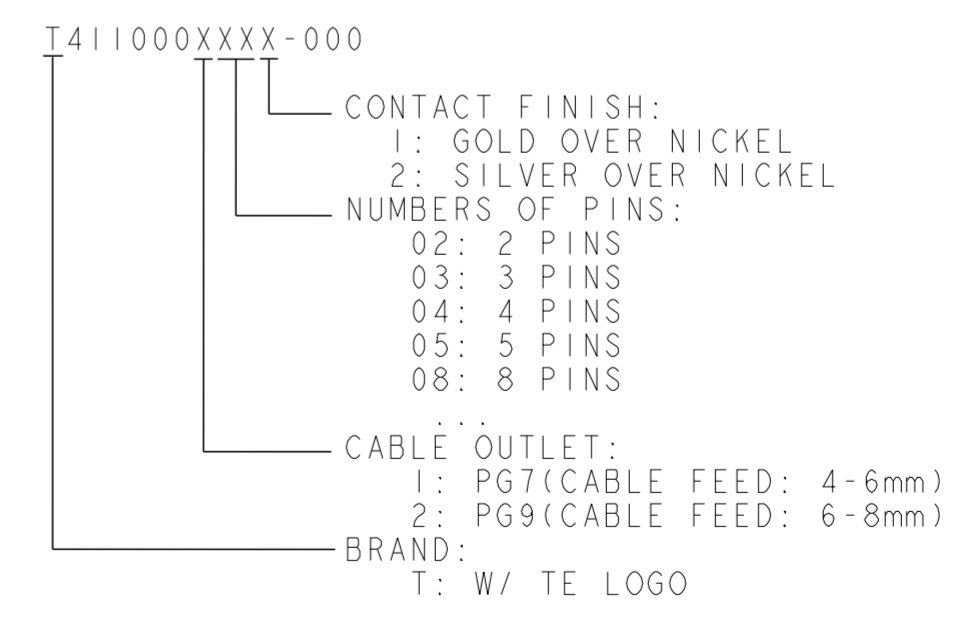 T411000XXXX-000
CONTACT FINISH:
1: GOLD OVER NICKEL
2: SILVER OVER NICKEL
NUMBERS OF PINS:
02: 2 PINS
03: 3 PINS
04: 4 PINS
05: 5 PINS
08: 8 PINS
...
CABLE OUTLET:
1: PG7(CABLE FEED: 4-6mm)
2: PG9(CABLE FEED: 6-8mm)
BRAND:
T: W/ TE LOGO